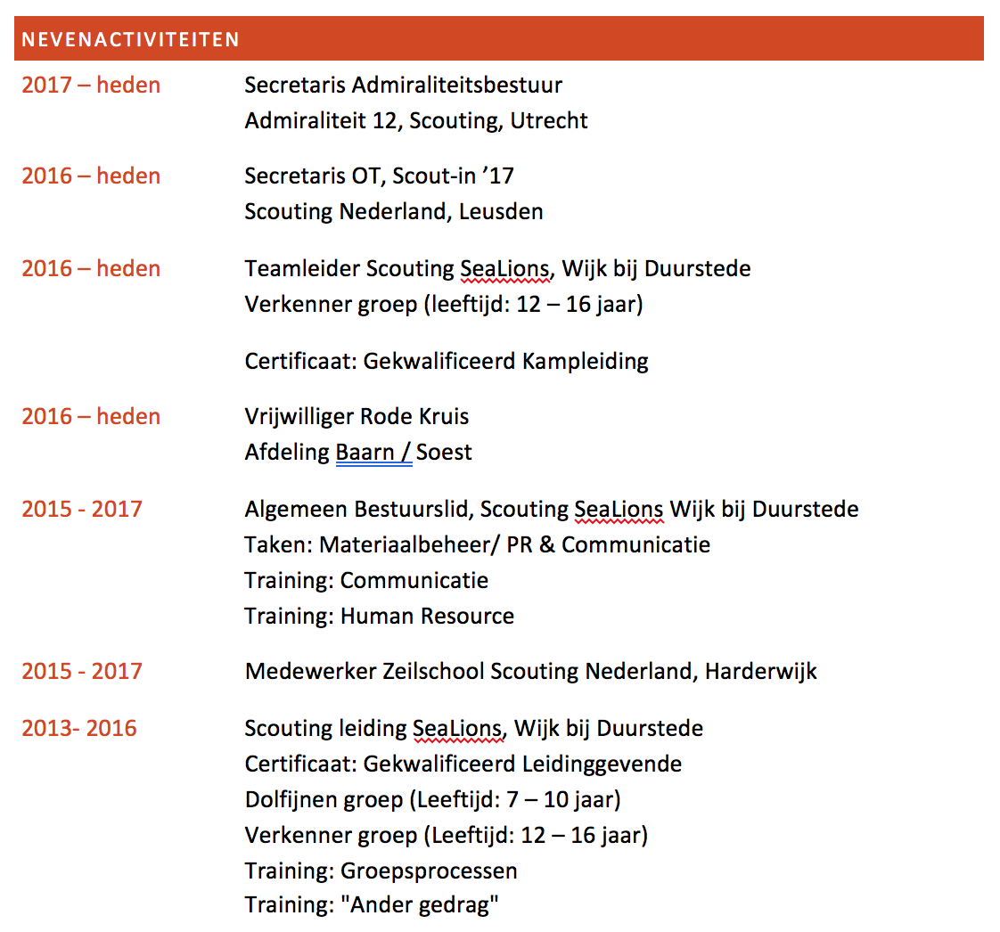 NEVENACTIVITEITEN
2017 – heden Secretaris Admiraliteitsbestuur
Admiraliteit 12, Scouting, Utrecht
2016 – heden Secretaris OT, Scout-in ’17
Scouting Nederland, Leusden
2016 – heden Teamleider Scouting SeaLions, Wijk bij Duurstede
Verkenner groep (leeftijd: 12 – 16 jaar)
Certificaat: Gekwalificeerd Kampleiding
2016 – heden Vrijwilliger Rode Kruis
Afdeling Baarn / Soest
2015 - 2017 Algemeen Bestuurslid, Scouting SeaLions Wijk bij Duurstede
Taken: Materiaalbeheer/ PR & Communicatie
Training: Communicatie
Training: Human Resource
2015 - 2017 Medewerker Zeilschool Scouting Nederland, Harderwijk
2013- 2016 Scouting leiding SeaLions, Wijk bij Duurstede
Certificaat: Gekwalificeerd Leidinggevende
Dolfijnen groep (Leeftijd: 7 – 10 jaar)
Verkenner groep (Leeftijd: 12 – 16 jaar)
Training: Groepsprocessen
Training: "Ander gedrag"